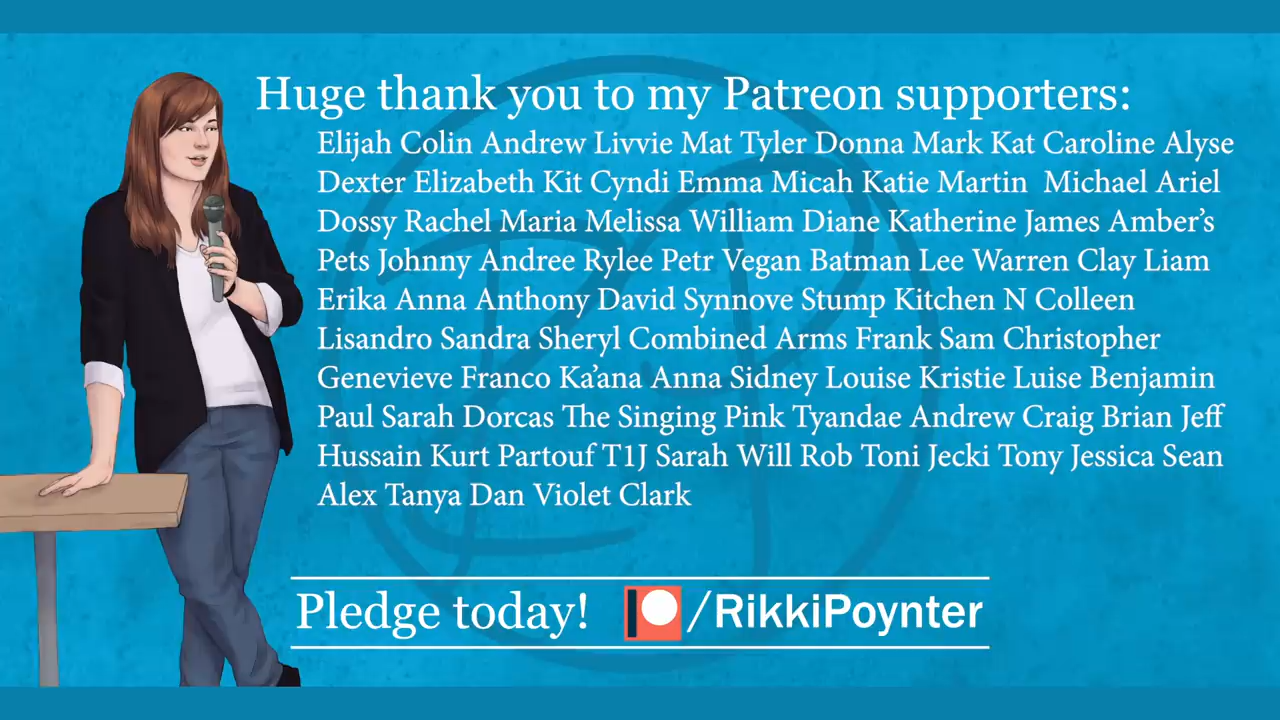 Huge thank you to my Patreon supporters:
Elijah Colin Andrew Livvie Mat Tyler Donna Mark Kat Caroline Alyse
Dexter Elizabeth Kit Cyndi Emma Micah Katie Martin  Michael Ariel
Dossy Rachel Maria Melissa William Diane Katherine James Amber’s
Pets Johnny Andree Rylee Petr Vegan Batman Lee Warren Clay Liam
Erika Anna Anthony David Synnove Stump Kitchen N Colleen
Lisandro Sandra Sheryl Combined Arms Frank Sam Christopher
Genevieve Franco Ka’ana Anna Sidney Louise Kristie Luise Benjamin
Paul Sarah Dorcas The Singing Pink Tyandae Andrew Craig Brian Jeff
Hussain Kurt Partouf T1J Sarah Will Rob Toni Jecki Tony Jessica Sean
Alex Tanya Dan Violet Clark
Pledge today! /RikkiPoynter